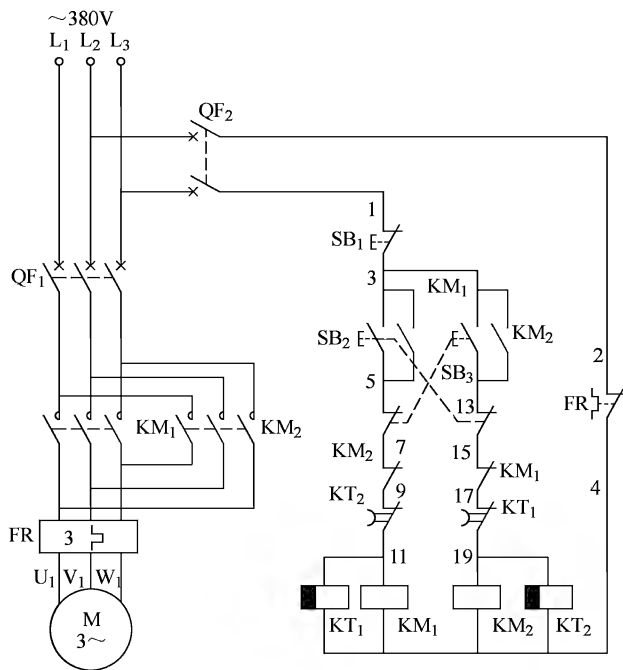 ～380V
L₁ L₂ L₃
QF₂
1
SB₁
QF₁
3
KM₁
SB₂
KM₂
SB₃
2
5
13
FR
KM₁
KM₂
7
15
KM₂
KM₁
KT₂
9
17
KT₁
4
FR
3
11
19
U₁ V₁ W₁
M
3～
KT₁
KM₁
KM₂
KT₂